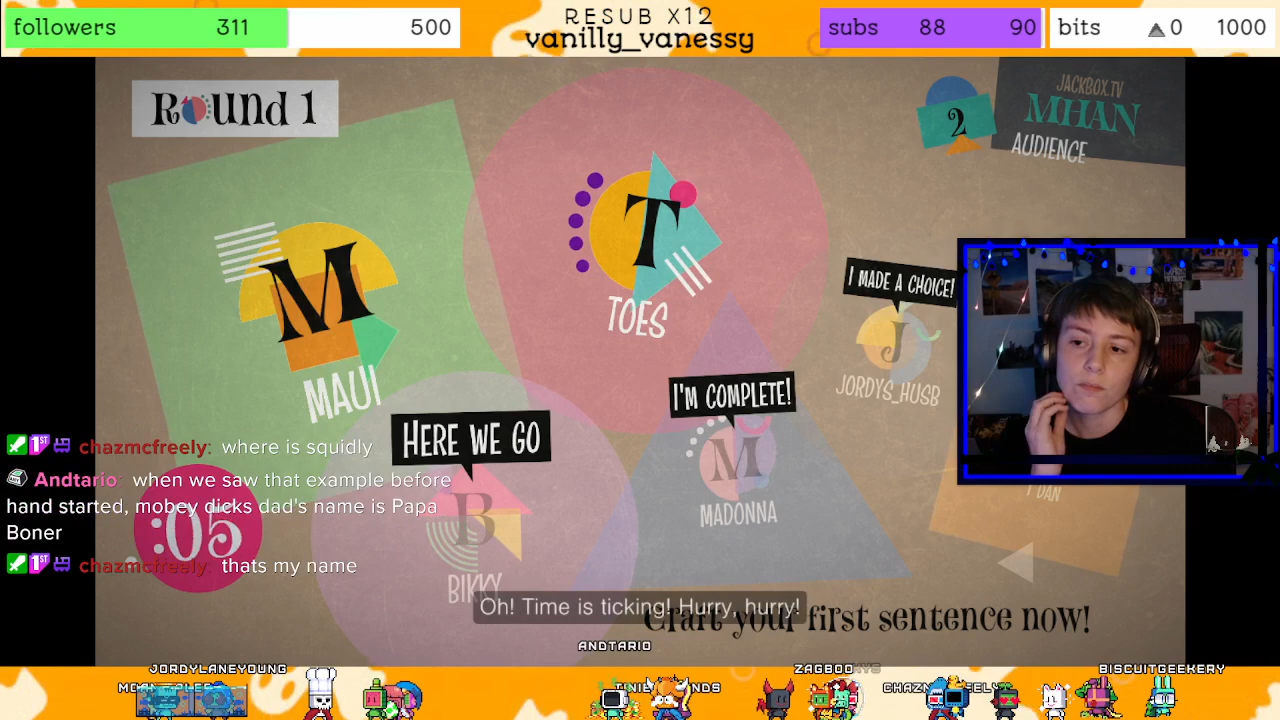 followers 311 500
RESUB X12
vanilly_vanessy
subs 88 90
bits 0 1000
Round 1
2
JACKBOX.TV
MHAN
AUDIENCE
M
MAUI
T
TOES
I MADE A CHOICE!
J
JORDYS_HUSB
I'M COMPLETE!
M
MADONNA
HERE WE GO
B
BIKKY
DAN
chazmcfreely: where is squidly
Andtario: when we saw that example before
hand started, mobey dicks dad's name is Papa
Boner
chazmcfreely: thats my name
:05
Oh! Time is ticking! Hurry, hurry!
Craft your first sentence now!
ANDTARIO
JORDYLANEYOUNG
ZAGBOO
BISCUITGEEKERY